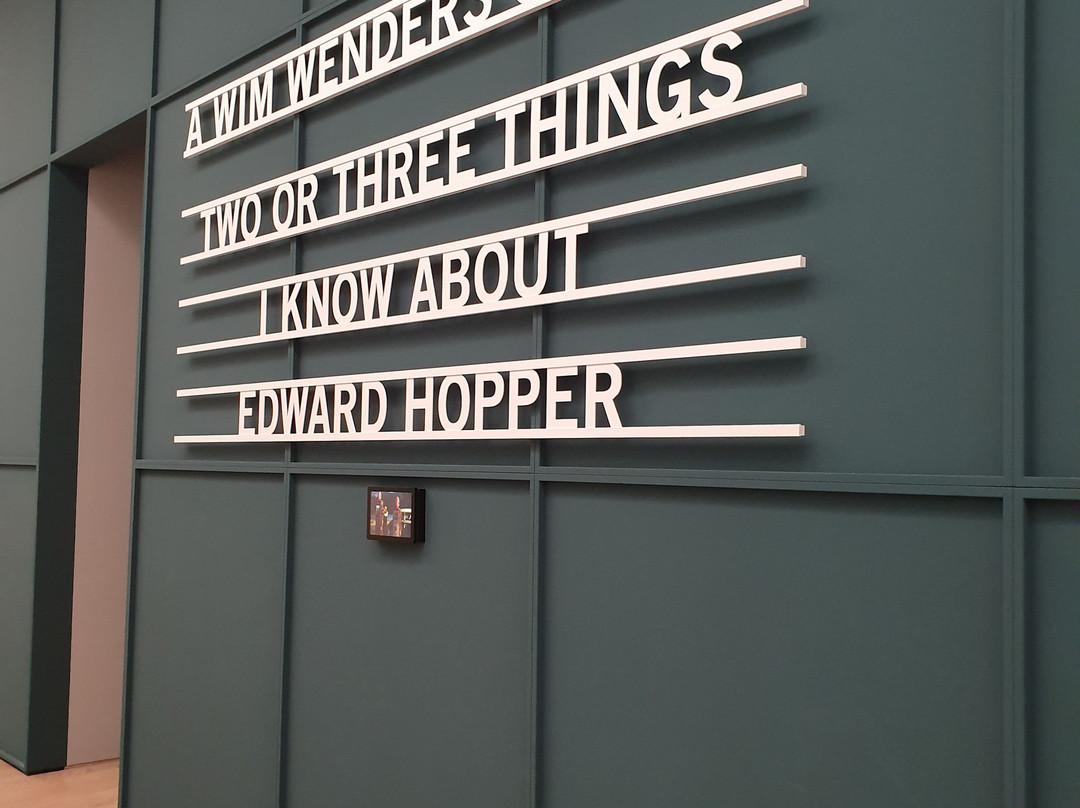 A WIM WENDERS
TWO OR THREE THINGS
I KNOW ABOUT
EDWARD HOPPER